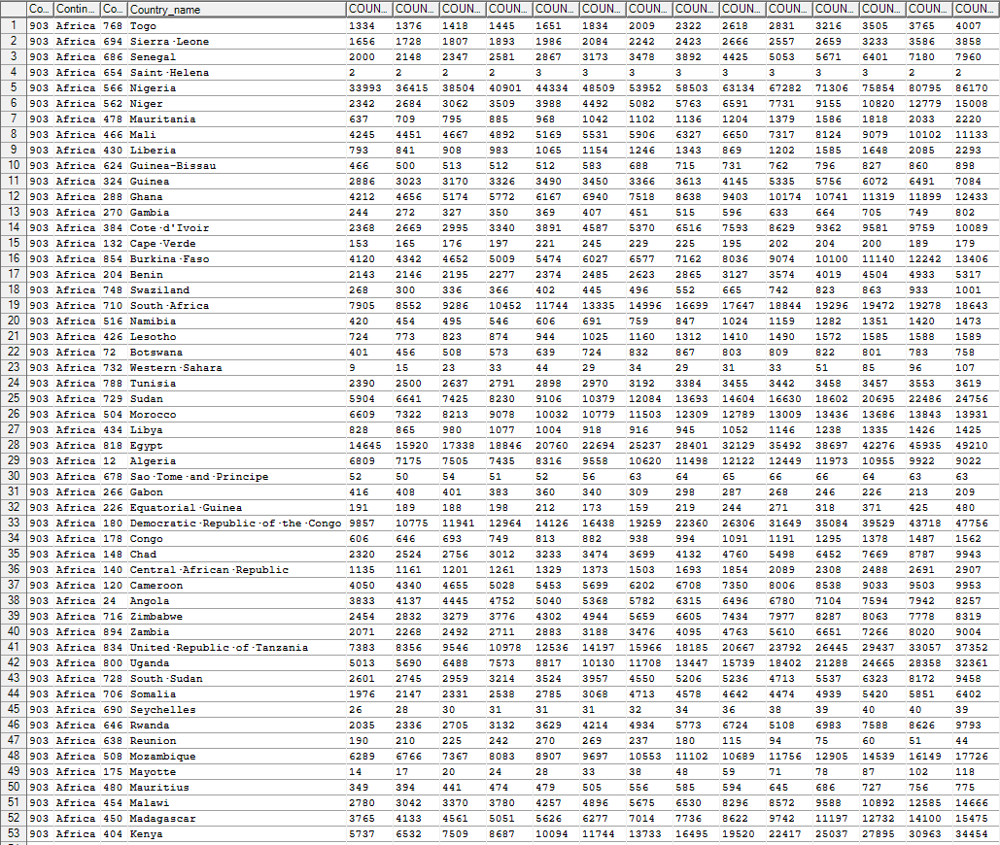 Co... Contin... Co... Country_name COUN... COUN... COUN... COUN... COUN... COUN... COUN... COUN... COUN... COUN... COUN... COUN... COUN... COUN...
1 903 Africa 768 Togo 1334 1376 1418 1445 1651 1834 2009 2322 2618 2831 3216 3505 3765 4007
2 903 Africa 694 Sierra·Leone 1656 1728 1807 1893 1986 2084 2242 2423 2666 2557 2659 3233 3586 3858
3 903 Africa 686 Senegal 2000 2148 2347 2581 2867 3173 3478 3892 4425 5053 5671 6401 7180 7960
4 903 Africa 654 Saint·Helena 2 2 2 2 3 3 3 3 3 3 3 3 2 2
5 903 Africa 566 Nigeria 33993 36415 38504 40901 44334 48509 53952 58503 63134 67282 71306 75854 80795 86170
6 903 Africa 562 Niger 2342 2684 3062 3509 3988 4492 5082 5763 6591 7731 9155 10820 12779 15008
7 903 Africa 478 Mauritania 637 709 795 885 968 1042 1102 1136 1204 1379 1586 1818 2033 2220
8 903 Africa 466 Mali 4245 4451 4667 4892 5169 5531 5906 6327 6650 7317 8124 9079 10102 11133
9 903 Africa 430 Liberia 793 841 908 983 1065 1154 1246 1343 869 1202 1585 1648 2085 2293
10 903 Africa 624 Guinea-Bissau 466 500 513 512 512 583 688 715 731 762 796 827 860 898
11 903 Africa 324 Guinea 2886 3023 3170 3326 3490 3450 3366 3613 4145 5335 5756 6072 6491 7084
12 903 Africa 288 Ghana 4212 4656 5174 5772 6167 6940 7518 8638 9403 10174 10741 11319 11899 12433
13 903 Africa 270 Gambia 244 272 327 350 369 407 451 515 596 633 664 705 749 802
14 903 Africa 384 Cote·d'Ivoir 2368 2669 2995 3340 3891 4587 5370 6516 7593 8629 9362 9581 9759 10089
15 903 Africa 132 Cape·Verde 153 165 176 197 221 245 229 225 195 202 204 200 189 179
16 903 Africa 854 Burkina·Faso 4120 4342 4652 5009 5474 6027 6577 7162 8036 9074 10100 11140 12242 13406
17 903 Africa 204 Benin 2143 2146 2195 2277 2374 2485 2623 2865 3127 3574 4019 4504 4933 5317
18 903 Africa 748 Swaziland 268 300 336 366 402 445 496 552 665 742 823 863 933 1001
19 903 Africa 710 South·Africa 7905 8552 9286 10452 11744 13335 14996 16699 17647 18844 19296 19472 19278 18643
20 903 Africa 516 Namibia 420 454 495 546 606 691 759 847 1024 1159 1282 1351 1420 1473
21 903 Africa 426 Lesotho 724 773 823 874 944 1025 1160 1312 1410 1490 1572 1585 1588 1589
22 903 Africa 72 Botswana 401 456 508 573 639 724 832 867 803 809 822 801 783 758
23 903 Africa 732 Western·Sahara 9 15 23 33 44 29 34 29 31 33 51 85 96 107
24 903 Africa 788 Tunisia 2390 2500 2637 2791 2898 2970 3192 3384 3455 3442 3458 3457 3553 3619
25 903 Africa 729 Sudan 5904 6641 7425 8230 9106 10379 12084 13693 14604 16630 18602 20695 22486 24756
26 903 Africa 504 Morocco 6609 7322 8213 9078 10032 10779 11503 12309 12789 13009 13436 13686 13843 13931
27 903 Africa 434 Libya 828 865 980 1077 1004 918 916 945 1052 1146 1238 1335 1426 1425
28 903 Africa 818 Egypt 14645 15920 17338 18846 20760 22694 25237 28401 32129 35492 38697 42276 45935 49210
29 903 Africa 12 Algeria 6809 7175 7505 7435 8316 9558 10620 11498 12122 12449 11973 10955 9922 9022
30 903 Africa 678 Sao·Tome·and·Principe 52 50 54 51 52 56 63 64 65 66 66 64 63 63
31 903 Africa 266 Gabon 416 408 401 383 360 340 309 298 287 268 246 226 213 209
32 903 Africa 226 Equatorial·Guinea 191 189 188 198 212 173 159 219 244 271 318 371 425 480
33 903 Africa 180 Democratic·Republic·of·the·Congo 9857 10775 11941 12964 14126 16438 19259 22360 26306 31649 35084 39529 43718 47756
34 903 Africa 178 Congo 606 646 693 749 813 882 938 994 1091 1191 1295 1378 1487 1562
35 903 Africa 148 Chad 2320 2524 2756 3012 3233 3474 3699 4132 4760 5498 6452 7669 8787 9943
36 903 Africa 140 Central·African·Republic 1135 1161 1201 1261 1329 1373 1503 1693 1854 2089 2308 2488 2691 2907
37 903 Africa 120 Cameroon 4050 4340 4655 5028 5453 5699 6202 6708 7350 8006 8538 9033 9503 9953
38 903 Africa 24 Angola 3833 4137 4445 4752 5040 5368 5782 6315 6496 6780 7104 7594 7942 8257
39 903 Africa 716 Zimbabwe 2454 2832 3279 3776 4302 4944 5659 6605 7434 7977 8287 8063 7778 8319
40 903 Africa 894 Zambia 2071 2268 2492 2711 2883 3188 3476 4095 4763 5610 6651 7266 8020 9004
41 903 Africa 834 United·Republic·of·Tanzania 7383 8356 9546 10978 12536 14197 15966 18185 20667 23792 26445 29437 33057 37352
42 903 Africa 800 Uganda 5013 5690 6488 7573 8817 10130 11708 13447 15739 18402 21288 24665 28358 32361
43 903 Africa 728 South·Sudan 2601 2745 2959 3214 3524 3957 4550 5206 5236 4713 5537 6323 8172 9458
44 903 Africa 706 Somalia 1976 2147 2331 2538 2785 3068 4713 4578 4642 4474 4939 5420 5851 6402
45 903 Africa 690 Seychelles 26 28 30 31 31 31 32 34 36 38 39 40 40 39
46 903 Africa 646 Rwanda 2035 2336 2705 3132 3629 4214 4934 5773 6724 5108 6983 7588 8626 9793
47 903 Africa 638 Reunion 190 210 225 242 270 269 237 180 115 94 75 60 51 44
48 903 Africa 508 Mozambique 6289 6766 7367 8083 8907 9697 10553 11102 10689 11756 12905 14539 16149 17726
49 903 Africa 175 Mayotte 14 17 20 24 28 33 38 48 59 71 78 87 102 118
50 903 Africa 480 Mauritius 349 394 441 474 479 505 556 585 594 645 686 727 756 775
51 903 Africa 454 Malawi 2780 3042 3370 3780 4257 4896 5675 6530 8296 8572 9588 10892 12585 14666
52 903 Africa 450 Madagascar 3765 4133 4561 5051 5626 6277 7014 7736 8622 9742 11197 12732 14100 15475
53 903 Africa 404 Kenya 5737 6532 7509 8687 10094 11744 13733 16495 19520 22417 25037 27895 30963 34454